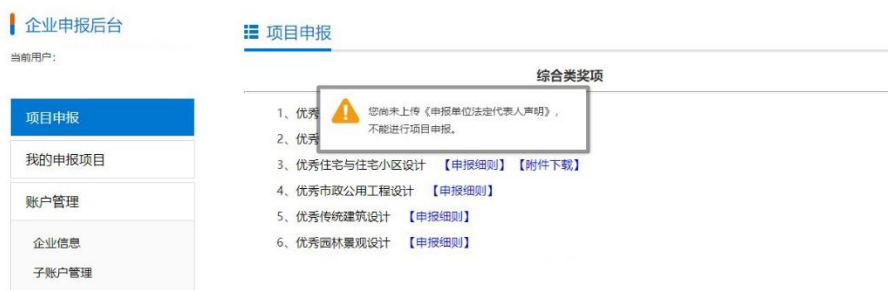 企业申报后台
当前用户：
项目申报
我的申报项目
账户管理
企业信息
子账户管理
项目申报
综合类奖项
您尚未上传《申报单位法定代表人声明》，
不能进行项目申报。
1、优秀
2、优秀
3、优秀住宅与住宅小区设计 【申报细则】【附件下载】
4、优秀市政公用工程设计 【申报细则】
5、优秀传统建筑设计 【申报细则】
6、优秀园林景观设计 【申报细则】